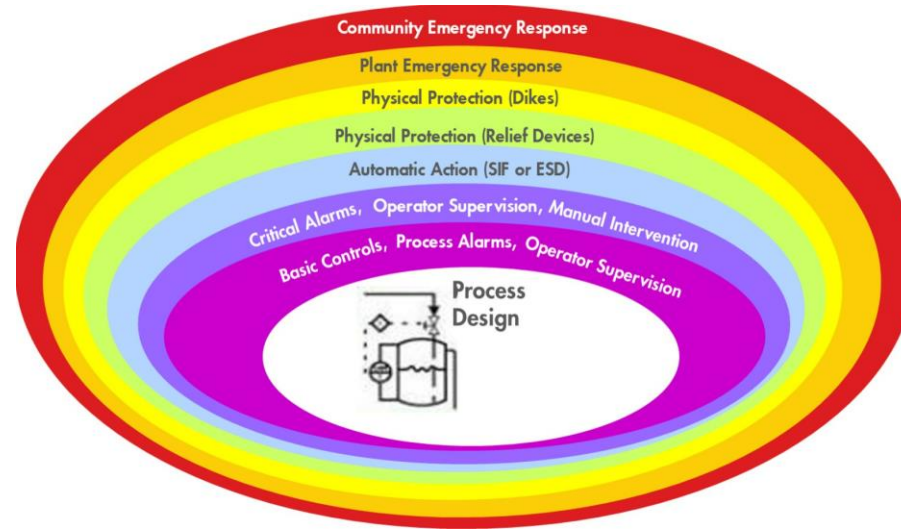 Community Emergency Response
Plant Emergency Response
Physical Protection (Dikes)
Physical Protection (Relief Devices)
Automatic Action (SIF or ESD)
Critical Alarms, Operator Supervision, Manual Intervention
Basic Controls, Process Alarms, Operator Supervision
Process
Design